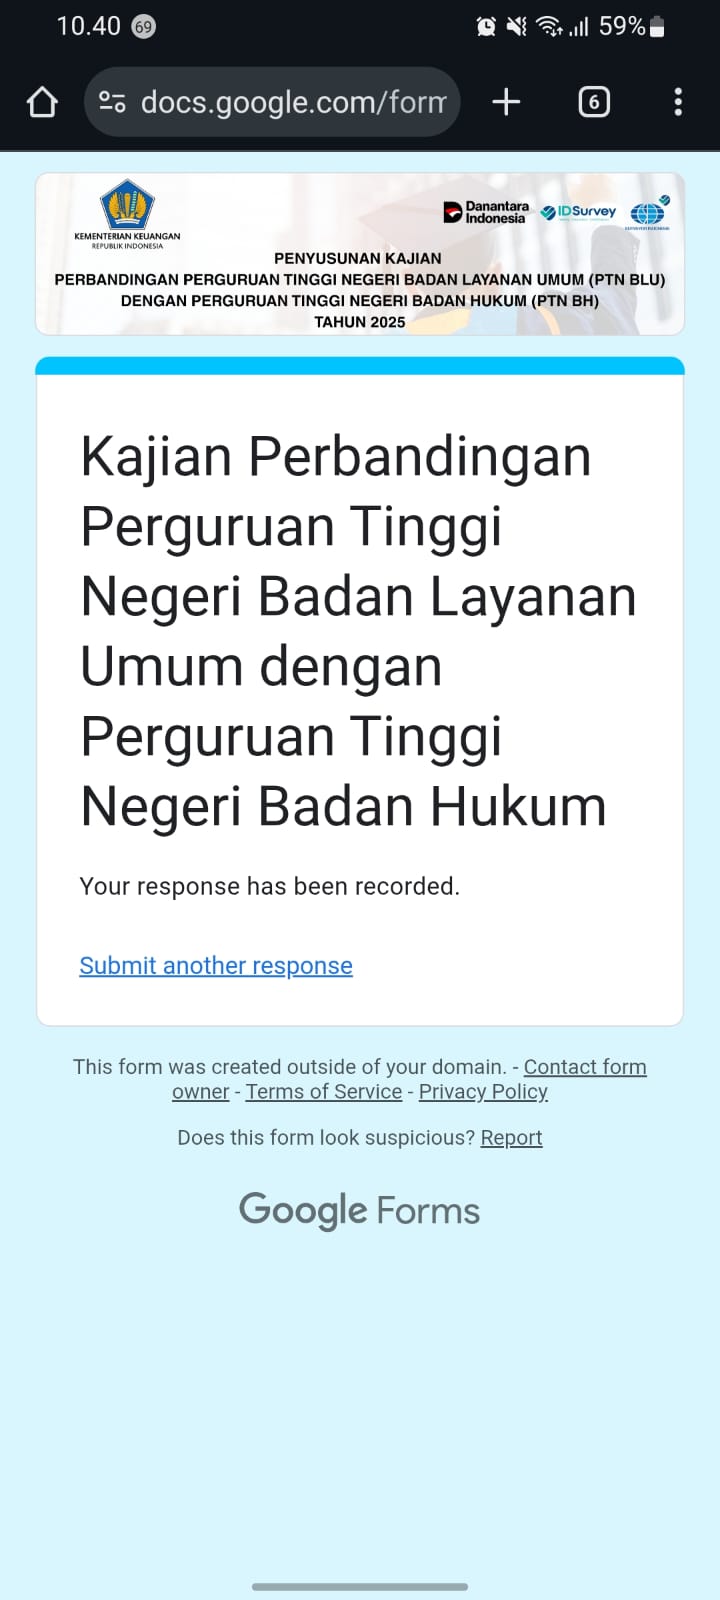 10.40 69 59%
docs.google.com/form + 6
KEMENTERIAN KEUANGAN
REPUBLIK INDONESIA
Danantara
Indonesia
IDSurvey
PENYUSUNAN KAJIAN
PERBANDINGAN PERGURUAN TINGGI NEGERI BADAN LAYANAN UMUM (PTN BLU)
DENGAN PERGURUAN TINGGI NEGERI BADAN HUKUM (PTN BH)
TAHUN 2025
Kajian Perbandingan
Perguruan Tinggi
Negeri Badan Layanan
Umum dengan
Perguruan Tinggi
Negeri Badan Hukum
Your response has been recorded.
Submit another response
This form was created outside of your domain. - Contact form
owner - Terms of Service - Privacy Policy
Does this form look suspicious? Report
Google Forms